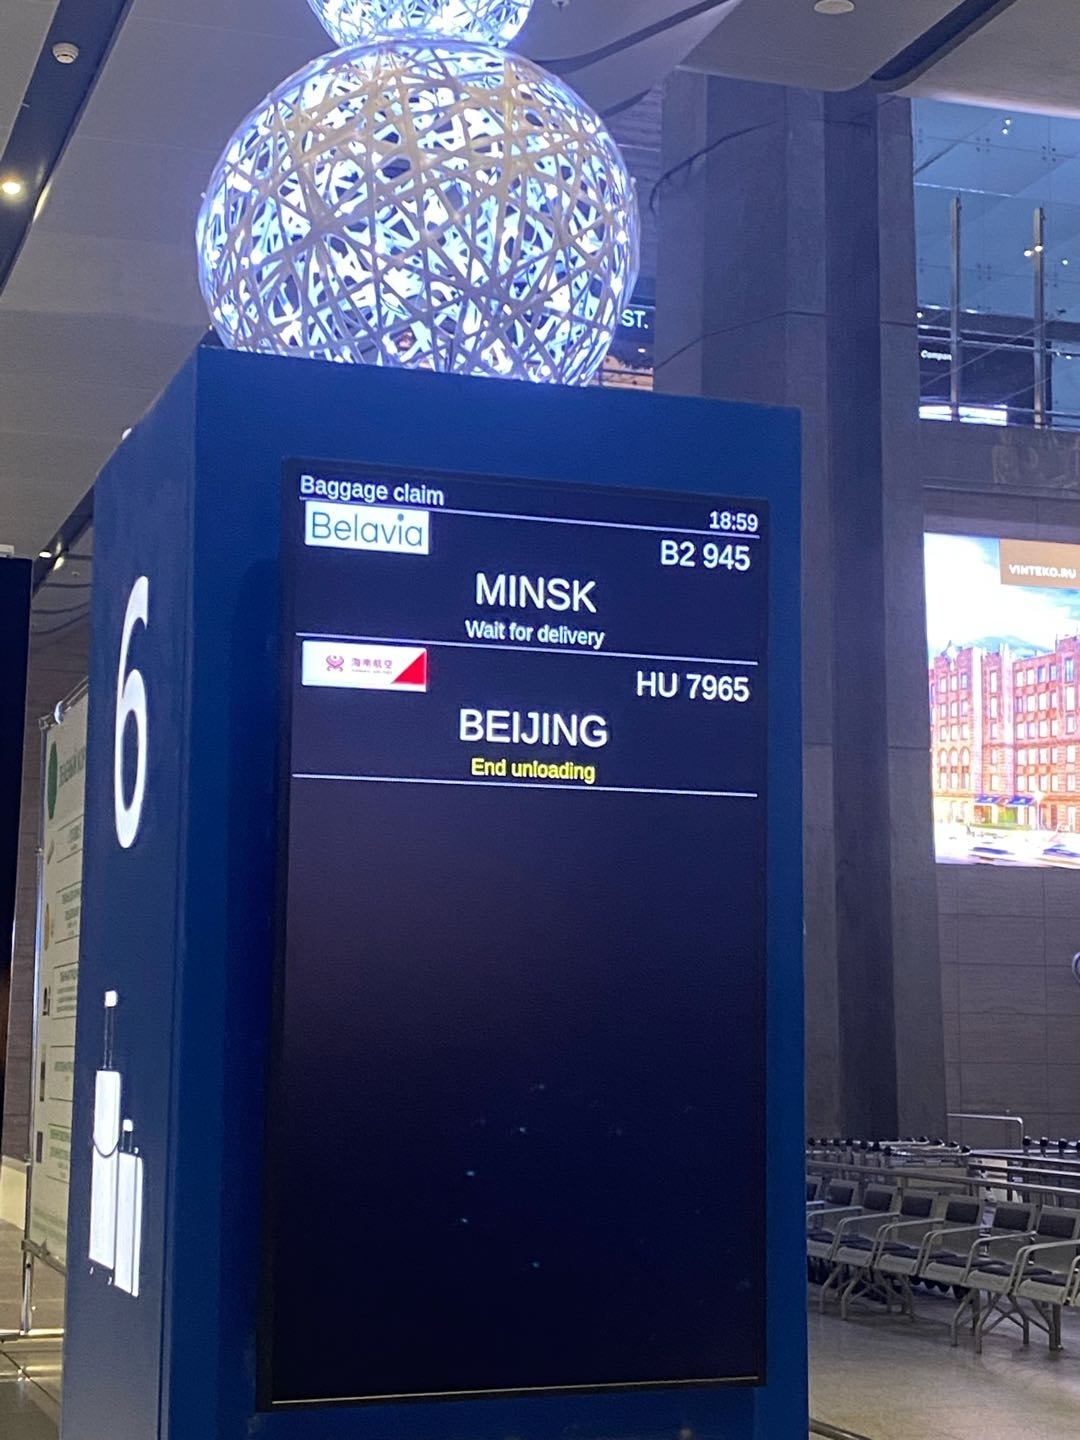 ST.
Compan
Baggage claim
18:59
Belavia
B2 945
MINSK
Wait for delivery
海南航空
HU 7965
BEIJING
End unloading
VINTEKO.RU
6